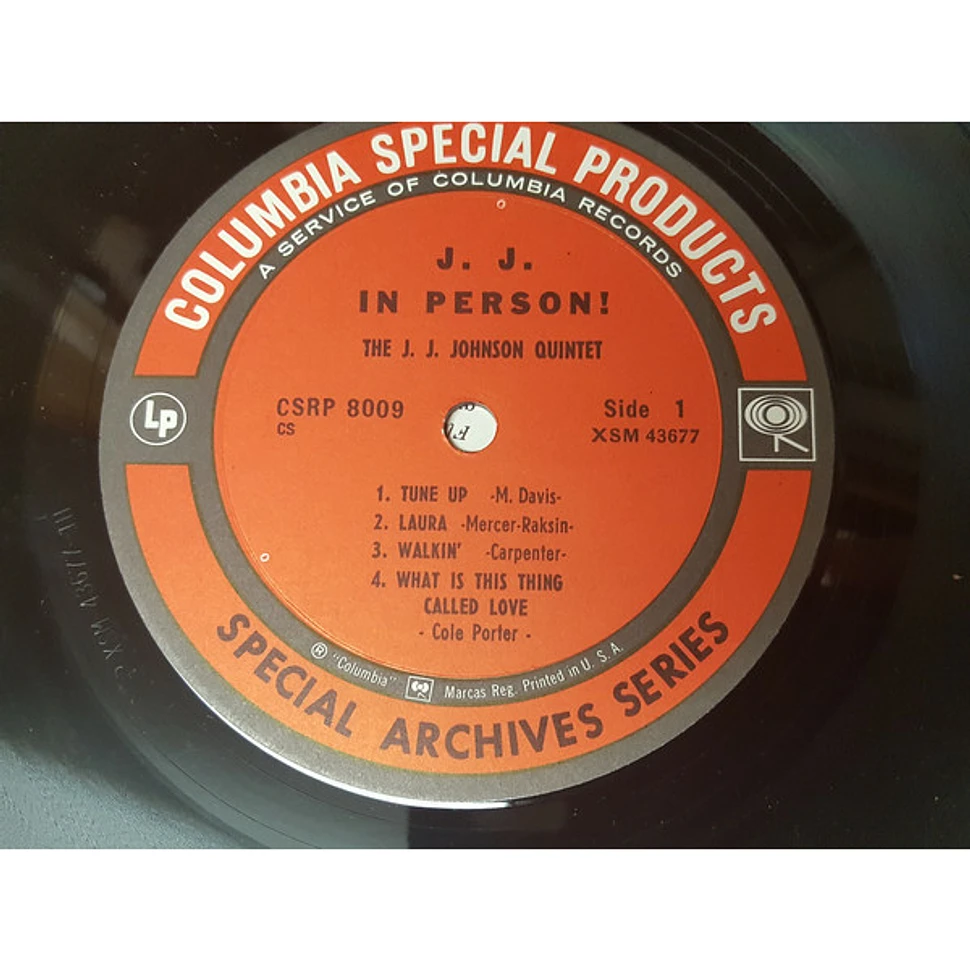 COLUMBIA SPECIAL PRODUCTS
A SERVICE OF COLUMBIA RECORDS
J. J.
IN PERSON!
THE J. J. JOHNSON QUINTET
CSRP 8009
CS
Side 1
XSM 43677
LP
1. TUNE UP -M. Davis-
2. LAURA -Mercer-Raksin-
3. WALKIN' -Carpenter-
4. WHAT IS THIS THING
CALLED LOVE
- Cole Porter -
® "Columbia" Marcas Reg. Printed in U. S. A.
SPECIAL ARCHIVES SERIES